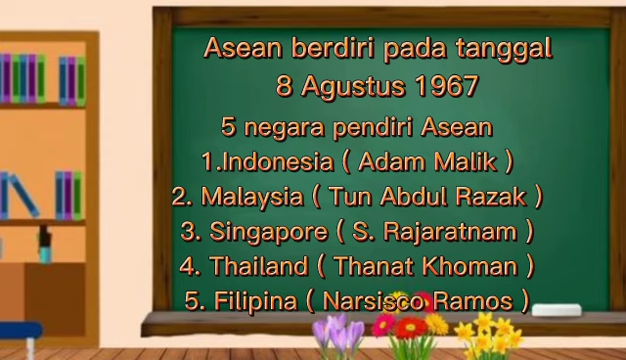 Asean berdiri pada tanggal
8 Agustus 1967
5 negara pendiri Asean
1.Indonesia ( Adam Malik )
2. Malaysia ( Tun Abdul Razak )
3. Singapore ( S. Rajaratnam )
4. Thailand ( Thanat Khoman )
5. Filipina ( Narsisco Ramos )